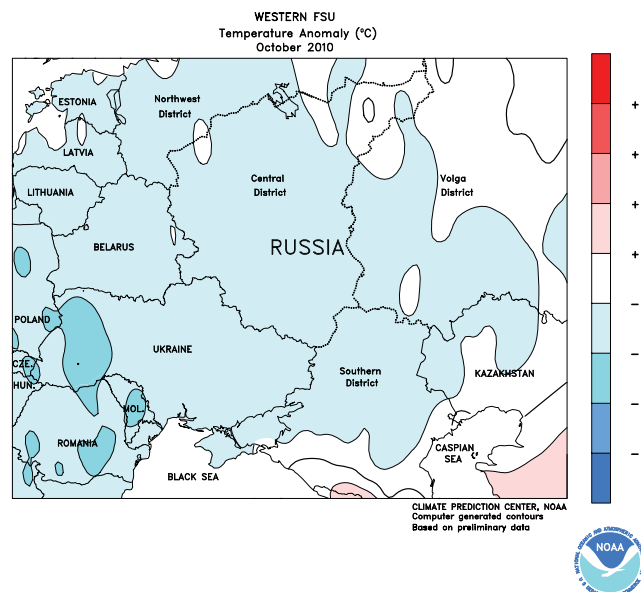 WESTERN FSU
Temperature Anomaly (°C)
October 2010
ESTONIA
Northwest
District
LATVIA
LITHUANIA
Central
District
Volga
District
BELARUS
RUSSIA
POLAND
UKRAINE
CZE.
HUN.
Southern
District
KAZAKHSTAN
MOL.
ROMANIA
CASPIAN
SEA
BLACK SEA
+
+
+
+
−
−
−
−
CLIMATE PREDICTION CENTER, NOAA
Computer generated contours
Based on preliminary data
NOAA